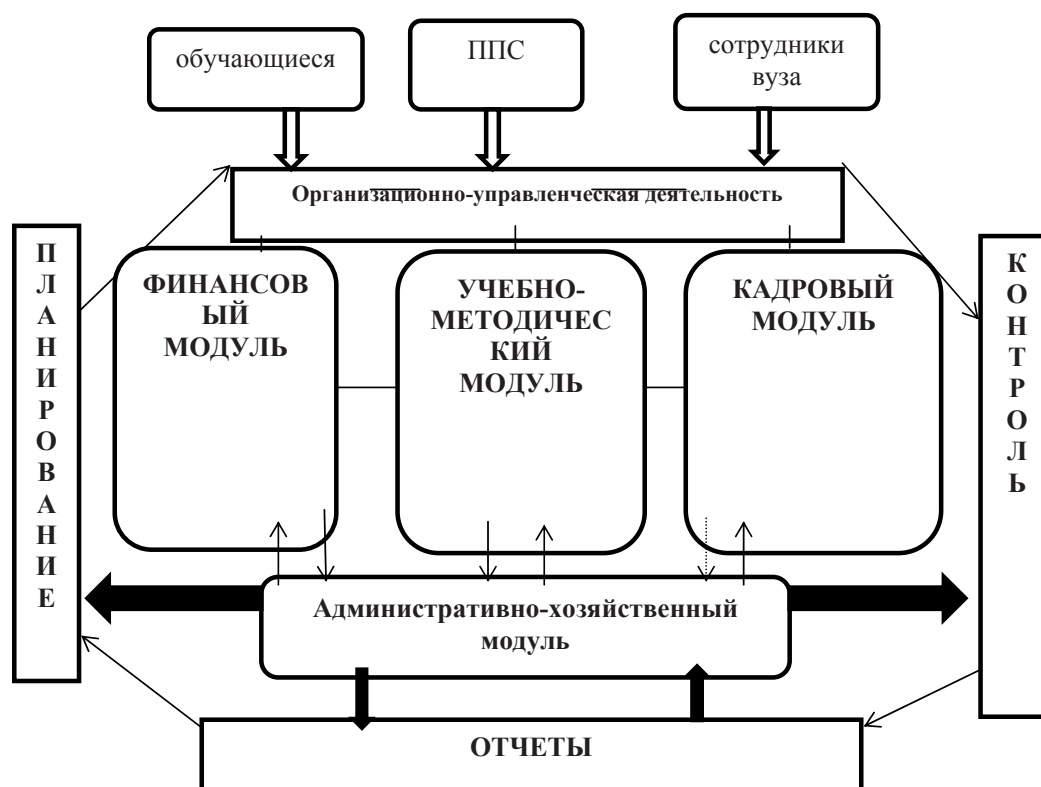 обучающиеся
ППС
сотрудники
вуза
Организационно-управленческая деятельность
П
Л
А
Н
И
Р
О
В
А
Н
И
Е
ФИНАНСОВ
ЫЙ
МОДУЛЬ
УЧЕБНО-
МЕТОДИЧЕС
КИЙ
МОДУЛЬ
КАДРОВЫЙ
МОДУЛЬ
К
О
Н
Т
Р
О
Л
Ь
Административно-хозяйственный
модуль
ОТЧЕТЫ